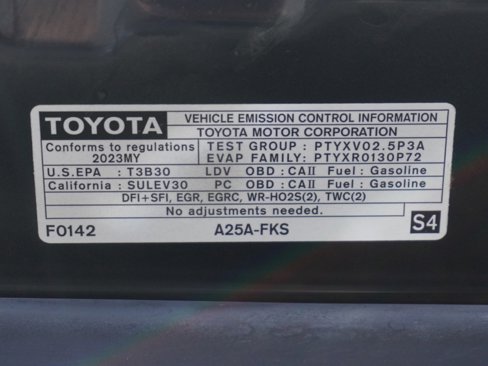 TOYOTA
VEHICLE EMISSION CONTROL INFORMATION
TOYOTA MOTOR CORPORATION
Conforms to regulations
2023MY
TEST GROUP : PTYXV02.5P3A
EVAP FAMILY: PTYXR0130P72
U.S.EPA : T3B30 LDV OBD : CAII Fuel : Gasoline
California : SULEV30 PC OBD : CAII Fuel : Gasoline
DFI+SFI, EGR, EGRC, WR-HO2S(2), TWC(2)
No adjustments needed.
F0142 A25A-FKS S4